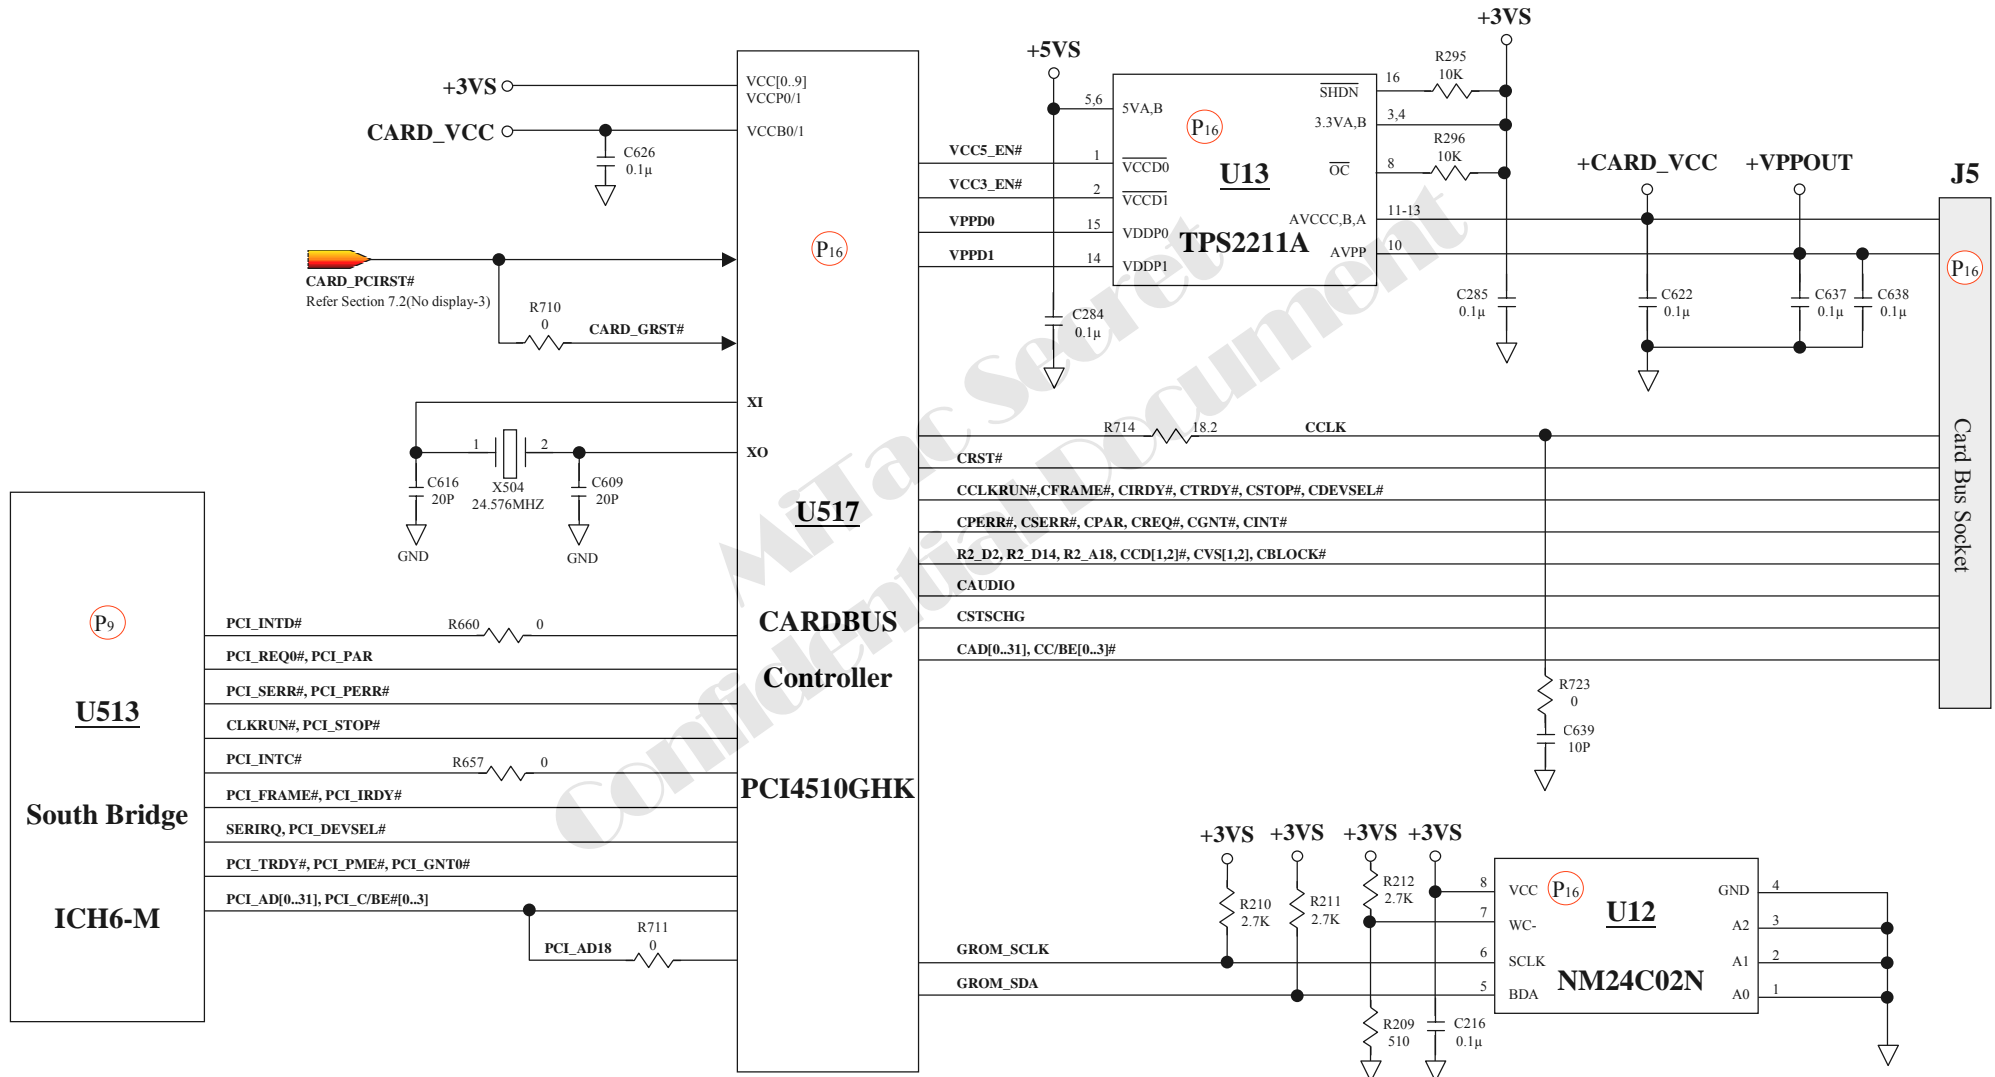 +3VS
CARD_VCC
C626
0.1µ
VCC[0..9]
VCCP0/1
VCCB0/1
P16
CARD_PCIRST#
Refer Section 7.2(No display-3)
R710
0
CARD_GRST#
XI
XO
1
2
X504
24.576MHZ
C616
20P
GND
C609
20P
GND
U517
CARDBUS
Controller
PCI4510GHK
P9
U513
South Bridge
ICH6-M
PCI_INTD#
R660
0
PCI_REQ0#, PCI_PAR
PCI_SERR#, PCI_PERR#
CLKRUN#, PCI_STOP#
PCI_INTC#
R657
0
PCI_FRAME#, PCI_IRDY#
SERIRQ, PCI_DEVSEL#
PCI_TRDY#, PCI_PME#, PCI_GNT0#
PCI_AD[0..31], PCI_C/BE#[0..3]
PCI_AD18
R711
0
VCC5_EN#
VCC3_EN#
VPPD0
VPPD1
+5VS
5,6
1
2
15
14
C284
0.1µ
5VA,B
VCCD0
VCCD1
VDDP0
VDDP1
P16
U13
TPS2211A
SHDN
3.3VA,B
OC
AVCCC,B,A
AVPP
16
3,4
8
11-13
10
+3VS
R295
10K
R296
10K
C285
0.1µ
+CARD_VCC
+VPPOUT
C622
0.1µ
C637
0.1µ
C638
0.1µ
J5
P16
Card Bus Socket
R714
18.2
CCLK
CRST#
CCLKRUN#,CFRAME#, CIRDY#, CTRDY#, CSTOP#, CDEVSEL#
CPERR#, CSERR#, CPAR, CREQ#, CGNT#, CINT#
R2_D2, R2_D14, R2_A18, CCD[1,2]#, CVS[1,2], CBLOCK#
CAUDIO
CSTSCHG
CAD[0..31], CC/BE[0..3]#
R723
0
C639
10P
GROM_SCLK
GROM_SDA
+3VS
+3VS
+3VS
+3VS
R210
2.7K
R211
2.7K
R212
2.7K
R209
510
C216
0.1µ
8
7
6
5
VCC
WC-
SCLK
BDA
P16
U12
NM24C02N
GND
A2
A1
A0
4
3
2
1
MiTac Secret
Confidential Document